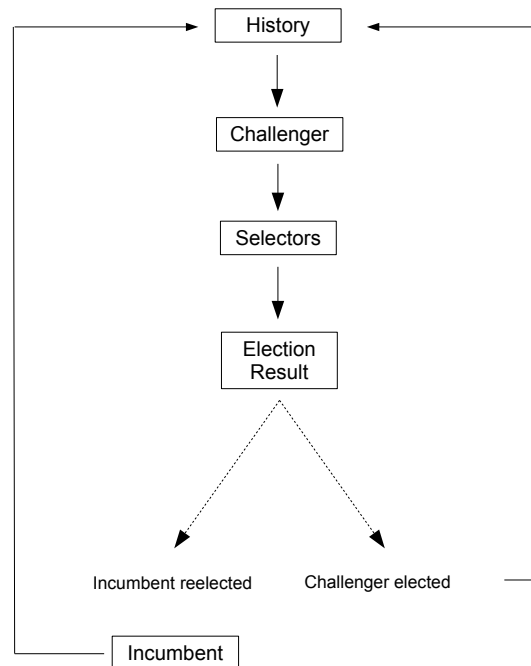 History
Challenger
Selectors
Election
Result
Incumbent reelected
Challenger elected
Incumbent